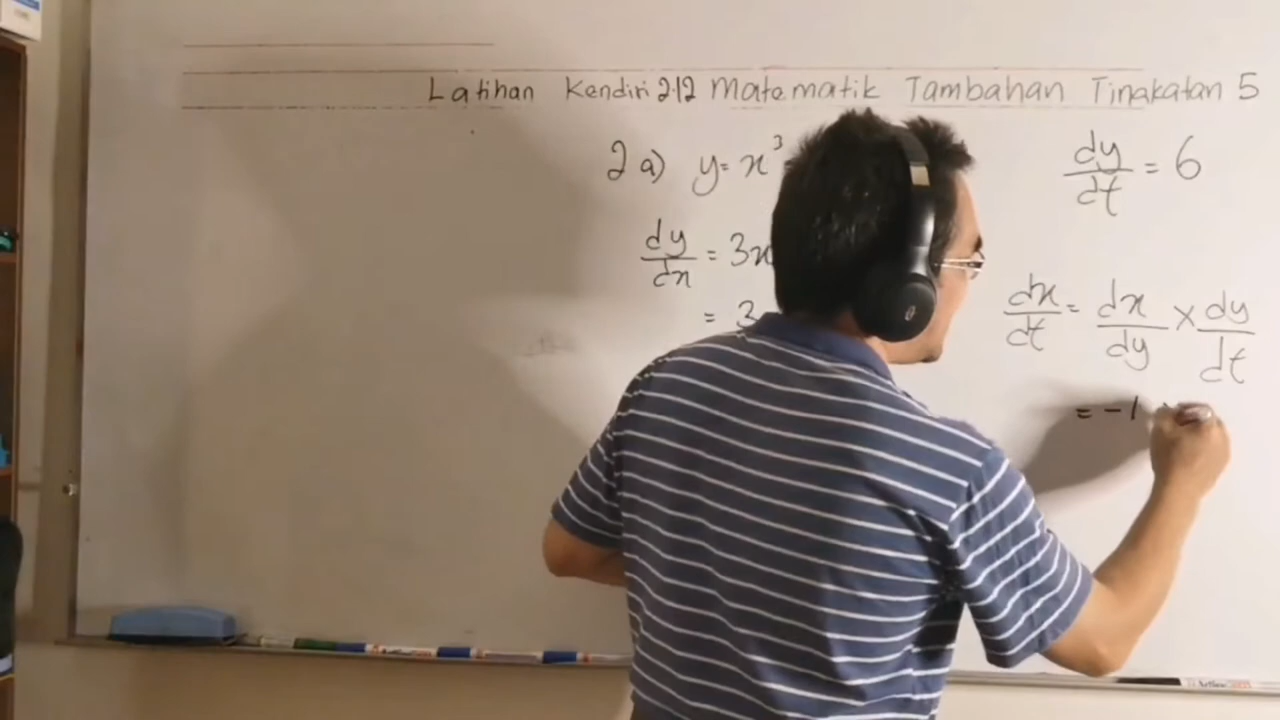 Latihan Kendiri 2.12 Matematik Tambahan Tinakatan 5
2 a) y = x³
dy/dx = 3x
= 3
dy/dt = 6
dx/dt = dx/dy × dy/dt
= -1